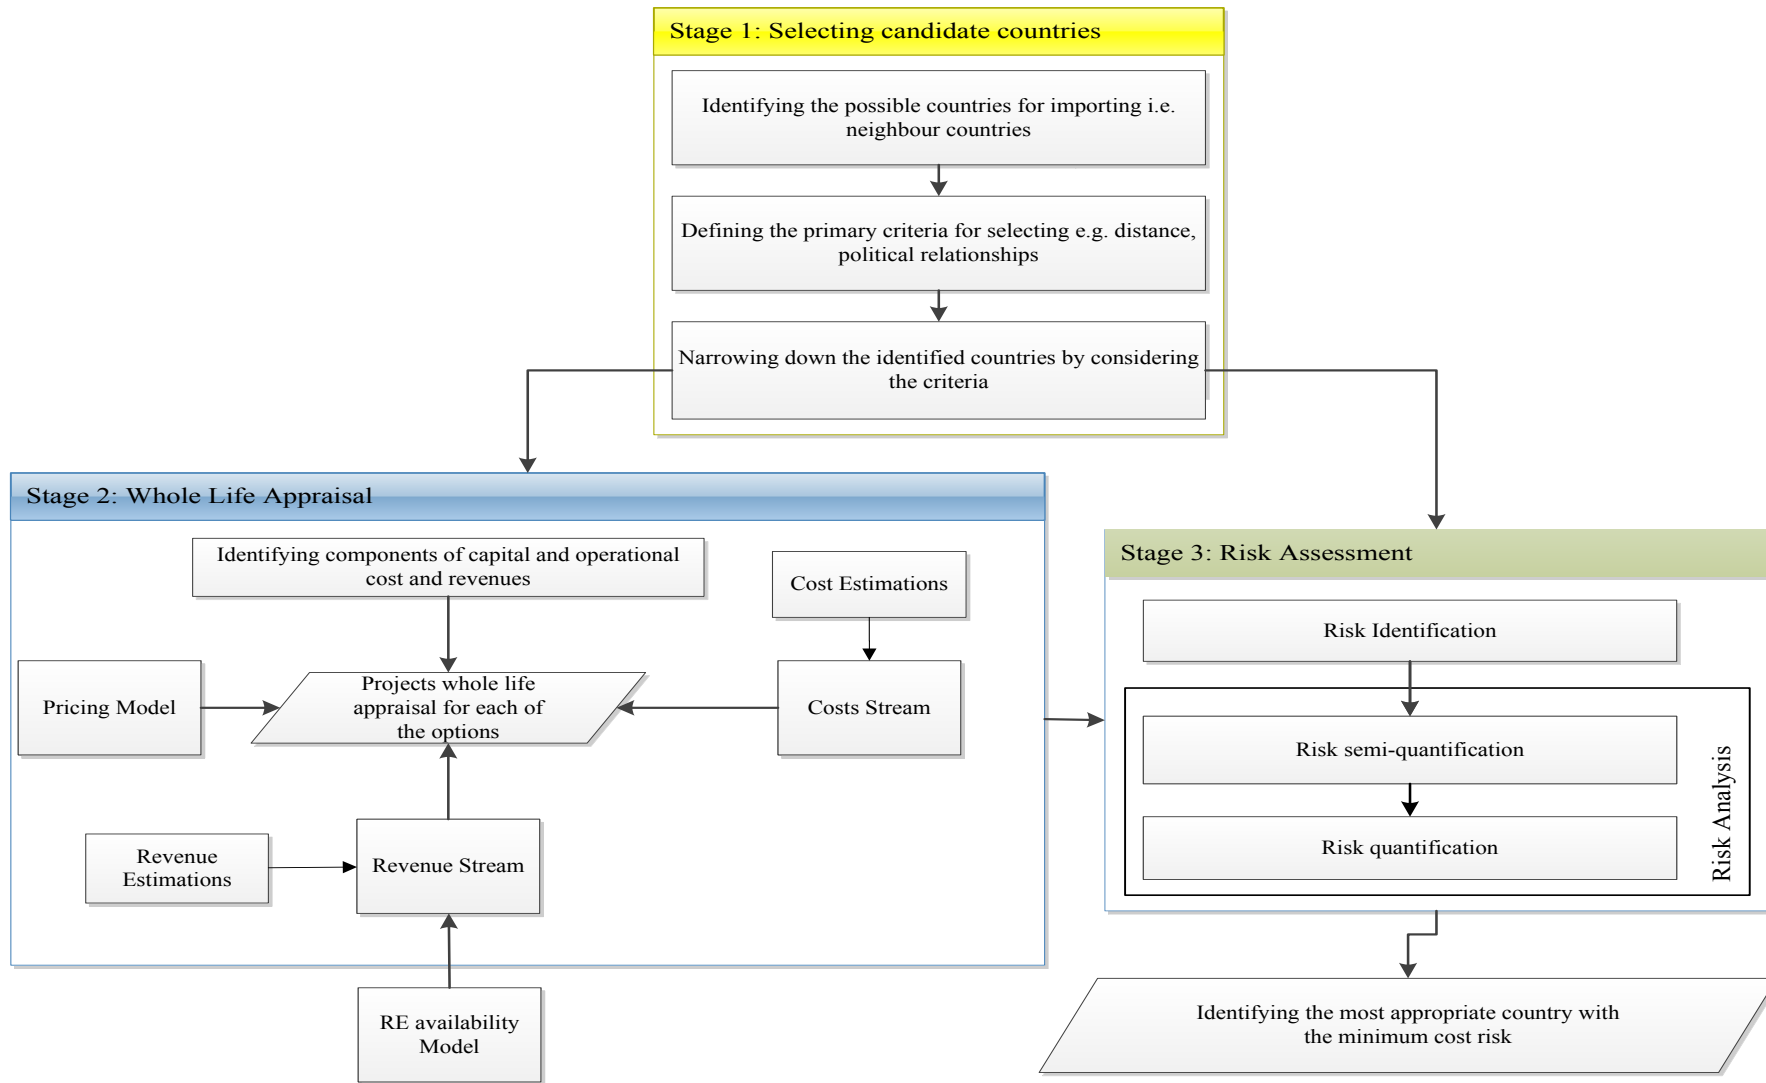 Stage 1: Selecting candidate countries
Identifying the possible countries for importing i.e.
neighbour countries
Defining the primary criteria for selecting e.g. distance,
political relationships
Narrowing down the identified countries by considering
the criteria
Stage 2: Whole Life Appraisal
Identifying components of capital and operational
cost and revenues
Cost Estimations
Pricing Model
Projects whole life
appraisal for each of
the options
Costs Stream
Revenue
Estimations
Revenue Stream
RE availability
Model
Stage 3: Risk Assessment
Risk Identification
Risk semi-quantification
Risk quantification
Risk Analysis
Identifying the most appropriate country with
the minimum cost risk